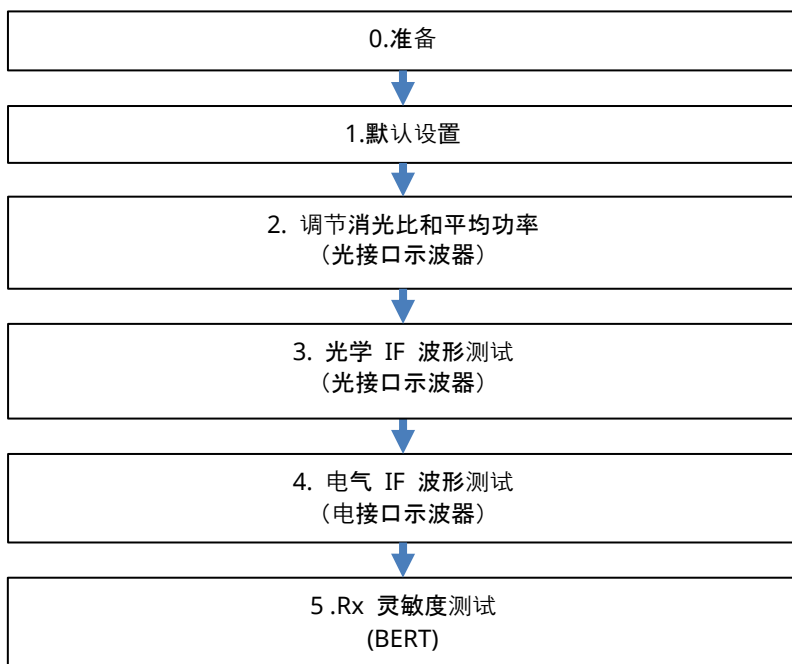 0.准备
1.默认设置
2. 调节消光比和平均功率
（光接口示波器）
3. 光学 IF 波形测试
（光接口示波器）
4. 电气 IF 波形测试
（电接口示波器）
5 .Rx 灵敏度测试
(BERT)